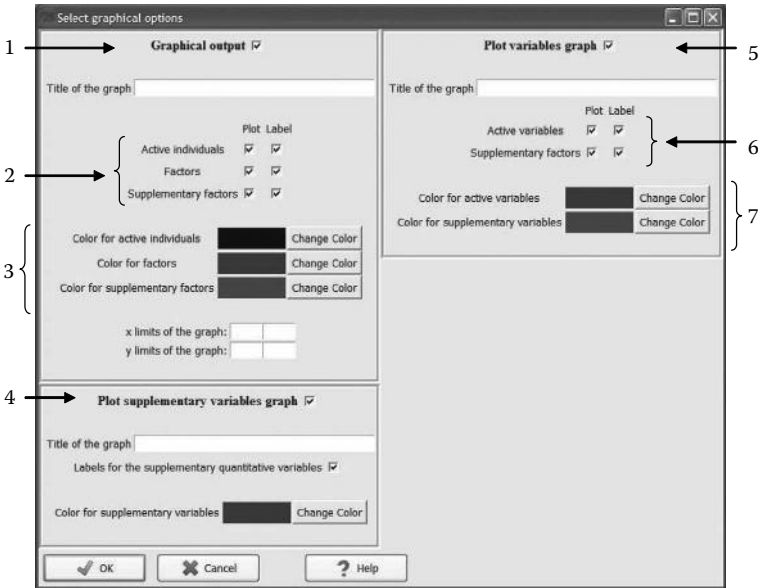 Select graphical options
1
Graphical output
Title of the graph
Plot Label
2
Active individuals
Factors
Supplementary factors
3
Color for active individuals Change Color
Color for factors Change Color
Color for supplementary factors Change Color
x limits of the graph:
y limits of the graph:
4
Plot supplementary variables graph
Title of the graph
Labels for the supplementary quantitative variables
Color for supplementary variables Change Color
Plot variables graph
5
Title of the graph
Plot Label
Active variables
Supplementary factors
6
Color for active variables Change Color
Color for supplementary variables Change Color
7
OK Cancel ? Help